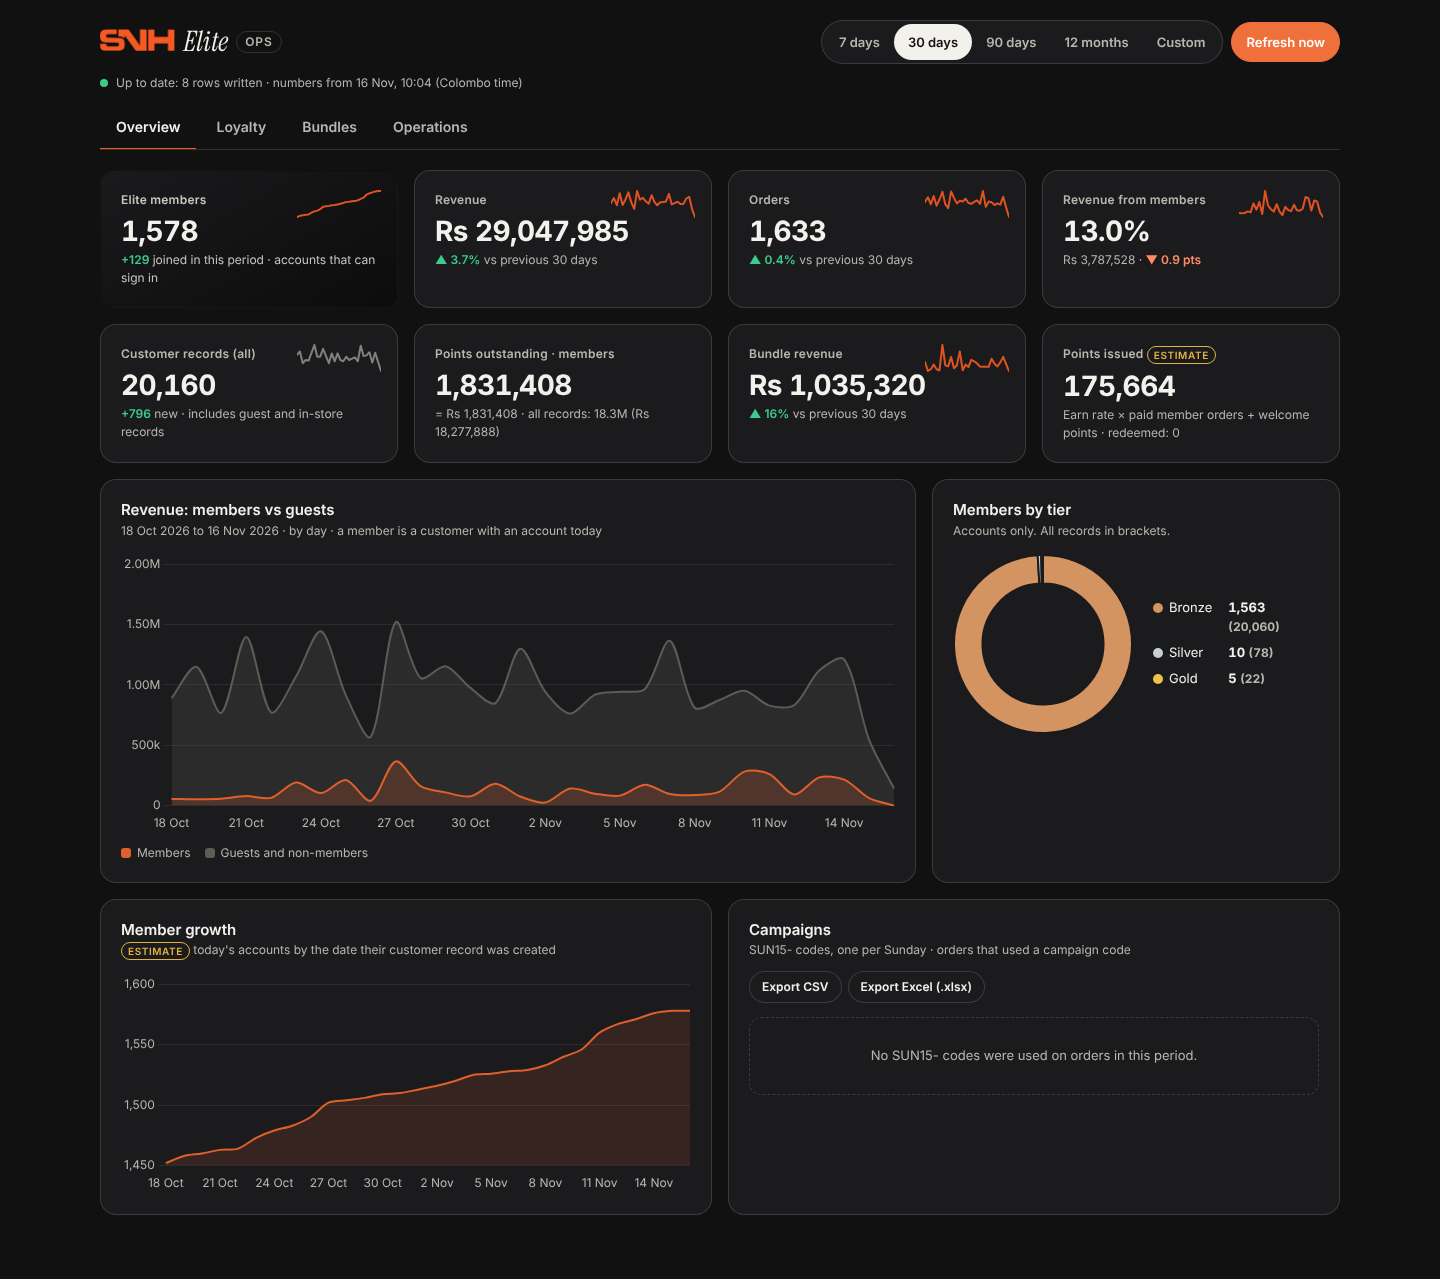 SNH Elite OPS
7 days 30 days 90 days 12 months Custom Refresh now
Up to date: 8 rows written · numbers from 16 Nov, 10:04 (Colombo time)
Overview Loyalty Bundles Operations
Elite members
1,578
+129 joined in this period · accounts that can
sign in
Revenue
Rs 29,047,985
▲ 3.7% vs previous 30 days
Orders
1,633
▲ 0.4% vs previous 30 days
Revenue from members
13.0%
Rs 3,787,528 · ▼ 0.9 pts
Customer records (all)
20,160
+796 new · includes guest and in-store
records
Points outstanding · members
1,831,408
= Rs 1,831,408 · all records: 18.3M (Rs
18,277,888)
Bundle revenue
Rs 1,035,320
▲ 16% vs previous 30 days
Points issued ESTIMATE
175,664
Earn rate × paid member orders + welcome
points · redeemed: 0
Revenue: members vs guests
18 Oct 2026 to 16 Nov 2026 · by day · a member is a customer with an account today
2.00M
1.50M
1.00M
500k
0
18 Oct 21 Oct 24 Oct 27 Oct 30 Oct 2 Nov 5 Nov 8 Nov 11 Nov 14 Nov
Members Guests and non-members
Members by tier
Accounts only. All records in brackets.
Bronze 1,563
(20,060)
Silver 10 (78)
Gold 5 (22)
Member growth
ESTIMATE today's accounts by the date their customer record was created
1,600
1,550
1,500
1,450
18 Oct 21 Oct 24 Oct 27 Oct 30 Oct 2 Nov 5 Nov 8 Nov 11 Nov 14 Nov
Campaigns
SUN15- codes, one per Sunday · orders that used a campaign code
Export CSV Export Excel (.xlsx)
No SUN15- codes were used on orders in this period.